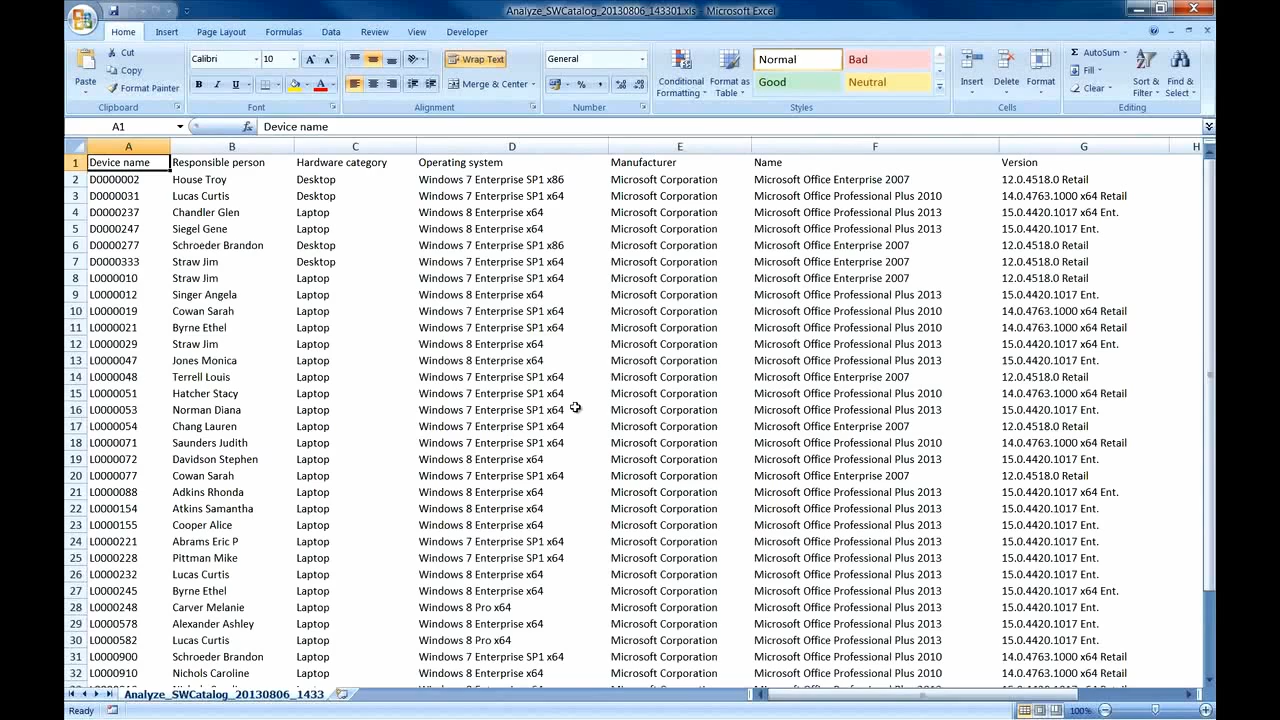 Analyze_SWCatalog_20130806_143301.xls - Microsoft Excel
Home Insert Page Layout Formulas Data Review View Developer
Cut
Copy
Format Painter
Paste
Clipboard
Calibri 10
B I U
Font
Wrap Text
Merge & Center
Alignment
General
Number
Conditional Formatting
Format as Table
Normal Bad
Good Neutral
Styles
Insert Delete Format
Cells
AutoSum
Fill
Clear
Sort & Filter
Find & Select
Editing
A1 fx Device name
A B C D E F G H
1 Device name Responsible person Hardware category Operating system Manufacturer Name Version
2 D0000002 House Troy Desktop Windows 7 Enterprise SP1 x86 Microsoft Corporation Microsoft Office Enterprise 2007 12.0.4518.0 Retail
3 D0000031 Lucas Curtis Desktop Windows 7 Enterprise SP1 x64 Microsoft Corporation Microsoft Office Professional Plus 2010 14.0.4763.1000 x64 Retail
4 D0000237 Chandler Glen Laptop Windows 8 Enterprise x64 Microsoft Corporation Microsoft Office Professional Plus 2013 15.0.4420.1017 x64 Ent.
5 D0000247 Siegel Gene Laptop Windows 8 Enterprise x64 Microsoft Corporation Microsoft Office Professional Plus 2013 15.0.4420.1017 Ent.
6 D0000277 Schroeder Brandon Desktop Windows 7 Enterprise SP1 x86 Microsoft Corporation Microsoft Office Enterprise 2007 12.0.4518.0 Retail
7 D0000333 Straw Jim Desktop Windows 7 Enterprise SP1 x64 Microsoft Corporation Microsoft Office Enterprise 2007 12.0.4518.0 Retail
8 L0000010 Straw Jim Laptop Windows 7 Enterprise SP1 x64 Microsoft Corporation Microsoft Office Enterprise 2007 12.0.4518.0 Retail
9 L0000012 Singer Angela Laptop Windows 8 Enterprise x64 Microsoft Corporation Microsoft Office Professional Plus 2013 15.0.4420.1017 Ent.
10 L0000019 Cowan Sarah Laptop Windows 7 Enterprise SP1 x64 Microsoft Corporation Microsoft Office Professional Plus 2010 14.0.4763.1000 x64 Retail
11 L0000021 Byrne Ethel Laptop Windows 7 Enterprise SP1 x64 Microsoft Corporation Microsoft Office Professional Plus 2010 14.0.4763.1000 x64 Retail
12 L0000029 Straw Jim Laptop Windows 8 Enterprise x64 Microsoft Corporation Microsoft Office Professional Plus 2013 15.0.4420.1017 x64 Ent.
13 L0000047 Jones Monica Laptop Windows 8 Enterprise x64 Microsoft Corporation Microsoft Office Professional Plus 2013 15.0.4420.1017 Ent.
14 L0000048 Terrell Louis Laptop Windows 7 Enterprise SP1 x64 Microsoft Corporation Microsoft Office Enterprise 2007 12.0.4518.0 Retail
15 L0000051 Hatcher Stacy Laptop Windows 7 Enterprise SP1 x64 Microsoft Corporation Microsoft Office Professional Plus 2010 14.0.4763.1000 x64 Retail
16 L0000053 Norman Diana Laptop Windows 7 Enterprise SP1 x64 Microsoft Corporation Microsoft Office Professional Plus 2013 15.0.4420.1017 Ent.
17 L0000054 Chang Lauren Laptop Windows 7 Enterprise SP1 x64 Microsoft Corporation Microsoft Office Enterprise 2007 12.0.4518.0 Retail
18 L0000071 Saunders Judith Laptop Windows 7 Enterprise SP1 x64 Microsoft Corporation Microsoft Office Professional Plus 2010 14.0.4763.1000 x64 Retail
19 L0000072 Davidson Stephen Laptop Windows 8 Enterprise x64 Microsoft Corporation Microsoft Office Professional Plus 2013 15.0.4420.1017 Ent.
20 L0000077 Cowan Sarah Laptop Windows 7 Enterprise SP1 x64 Microsoft Corporation Microsoft Office Enterprise 2007 12.0.4518.0 Retail
21 L0000088 Adkins Rhonda Laptop Windows 8 Enterprise x64 Microsoft Corporation Microsoft Office Professional Plus 2013 15.0.4420.1017 x64 Ent.
22 L0000154 Atkins Samantha Laptop Windows 8 Enterprise x64 Microsoft Corporation Microsoft Office Professional Plus 2013 15.0.4420.1017 Ent.
23 L0000155 Cooper Alice Laptop Windows 8 Enterprise x64 Microsoft Corporation Microsoft Office Professional Plus 2013 15.0.4420.1017 Ent.
24 L0000221 Abrams Eric P Laptop Windows 7 Enterprise SP1 x64 Microsoft Corporation Microsoft Office Professional Plus 2013 15.0.4420.1017 Ent.
25 L0000228 Pittman Mike Laptop Windows 7 Enterprise SP1 x64 Microsoft Corporation Microsoft Office Professional Plus 2013 15.0.4420.1017 Ent.
26 L0000232 Lucas Curtis Laptop Windows 8 Enterprise x64 Microsoft Corporation Microsoft Office Professional Plus 2013 15.0.4420.1017 Ent.
27 L0000245 Byrne Ethel Laptop Windows 8 Enterprise x64 Microsoft Corporation Microsoft Office Professional Plus 2013 15.0.4420.1017 x64 Ent.
28 L0000248 Carver Melanie Laptop Windows 8 Pro x64 Microsoft Corporation Microsoft Office Professional Plus 2013 15.0.4420.1017 Ent.
29 L0000578 Alexander Ashley Laptop Windows 8 Enterprise x64 Microsoft Corporation Microsoft Office Professional Plus 2013 15.0.4420.1017 Ent.
30 L0000582 Lucas Curtis Laptop Windows 8 Pro x64 Microsoft Corporation Microsoft Office Professional Plus 2013 15.0.4420.1017 Ent.
31 L0000900 Schroeder Brandon Laptop Windows 7 Enterprise SP1 x64 Microsoft Corporation Microsoft Office Professional Plus 2010 14.0.4763.1000 x64 Retail
32 L0000910 Nichols Caroline Laptop Windows 8 Enterprise x64 Microsoft Corporation Microsoft Office Professional Plus 2013 15.0.4420.1017 x64 Ent.
Analyze_SWCatalog_20130806_1433
Ready 100%